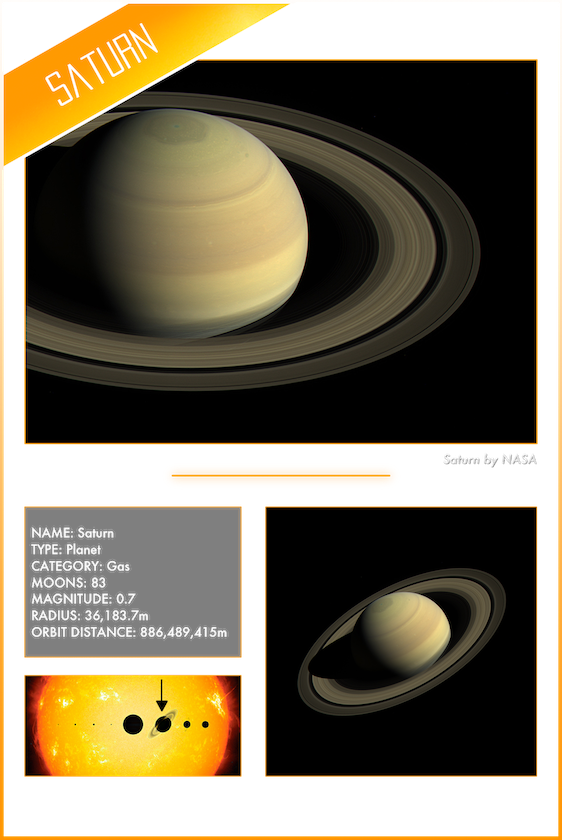 SATURN
Saturn by NASA
NAME: Saturn
TYPE: Planet
CATEGORY: Gas
MOONS: 83
MAGNITUDE: 0.7
RADIUS: 36,183.7m
ORBIT DISTANCE: 886,489,415m